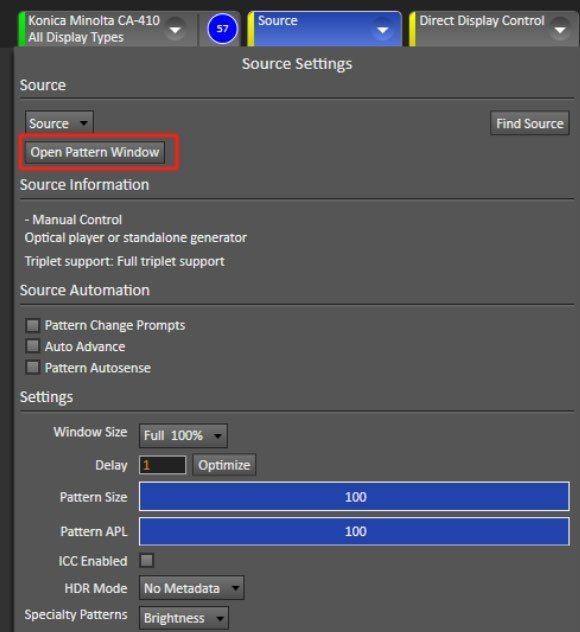 Konica Minolta CA-410
All Display Types
57
Source
Direct Display Control
Source Settings
Source
Source
Find Source
Open Pattern Window
Source Information
- Manual Control
Optical player or standalone generator
Triplet support: Full triplet support
Source Automation
Pattern Change Prompts
Auto Advance
Pattern Autosense
Settings
Window Size Full 100%
Delay 1 Optimize
Pattern Size 100
Pattern APL 100
ICC Enabled
HDR Mode No Metadata
Specialty Patterns Brightness